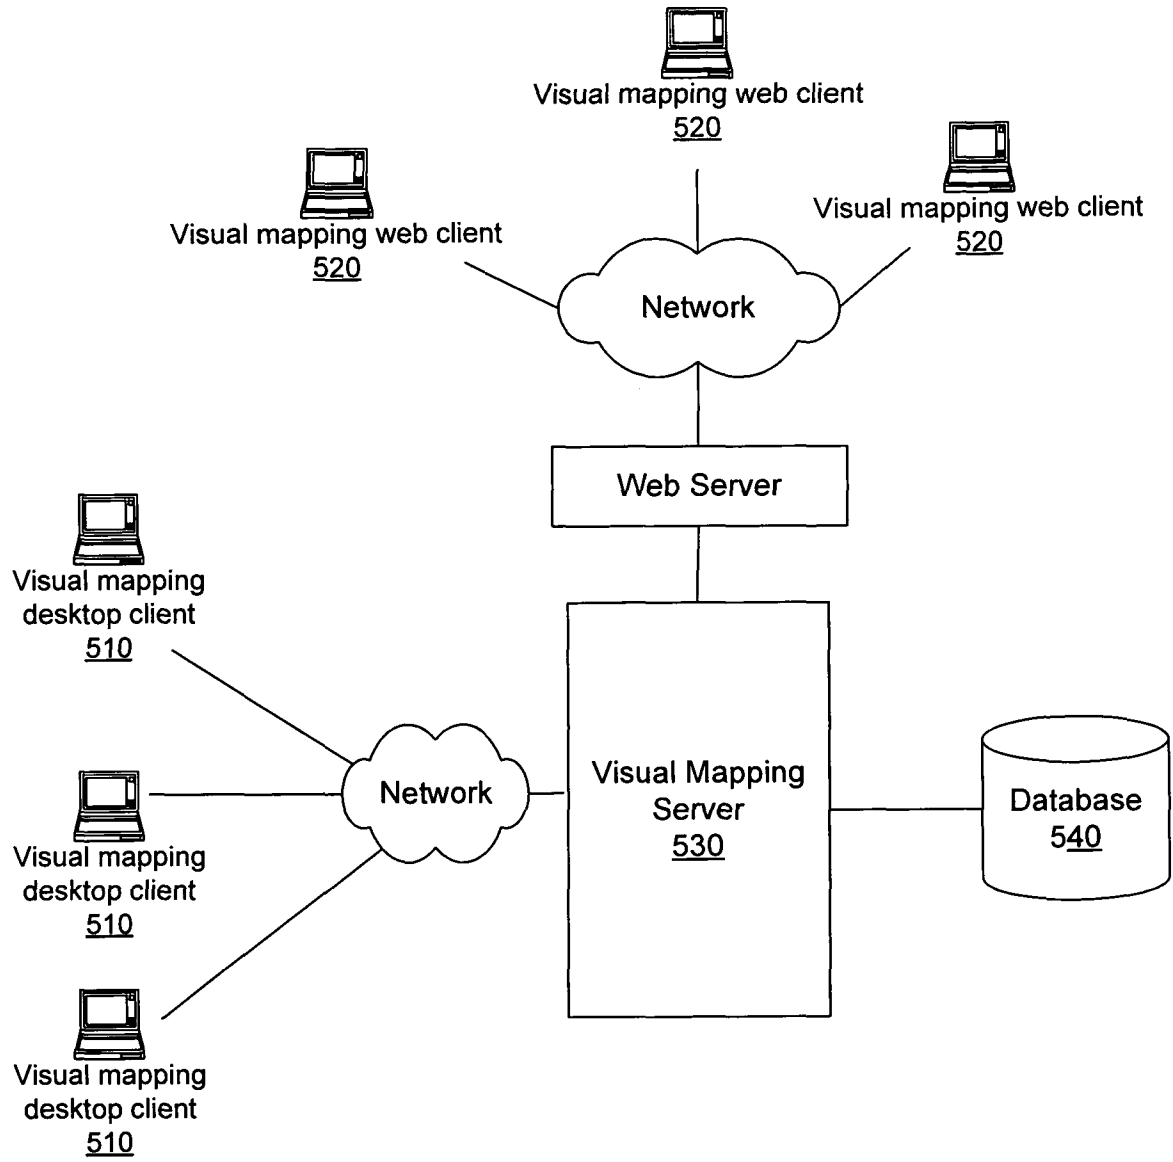 Visual mapping web client
520
Visual mapping web client
520
Visual mapping web client
520
Network
Web Server
Visual mapping
desktop client
510
Visual mapping
desktop client
510
Visual mapping
desktop client
510
Network
Visual Mapping
Server
530
Database
540